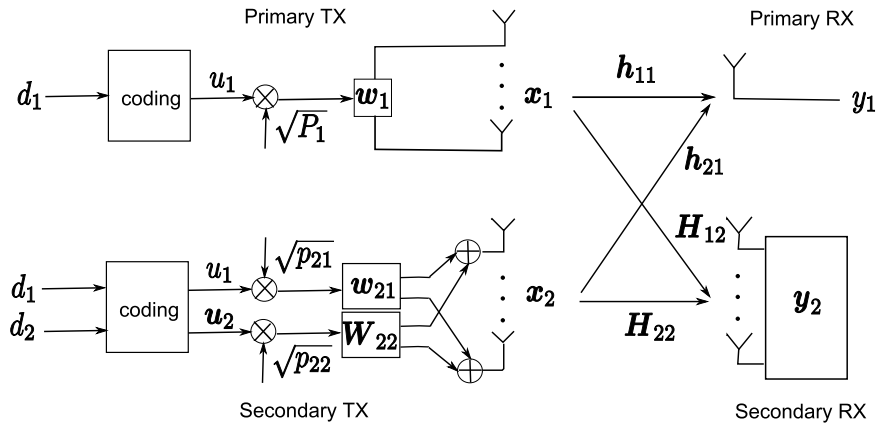 Primary TX
Primary RX
d₁ coding u₁ √P₁ w₁ x₁ h₁₁ y₁
h₂₁
H₁₂
d₁ d₂ coding u₁ √p₂₁ w₂₁ x₂ y₂
u₂ √p₂₂ W₂₂ H₂₂
Secondary TX
Secondary RX